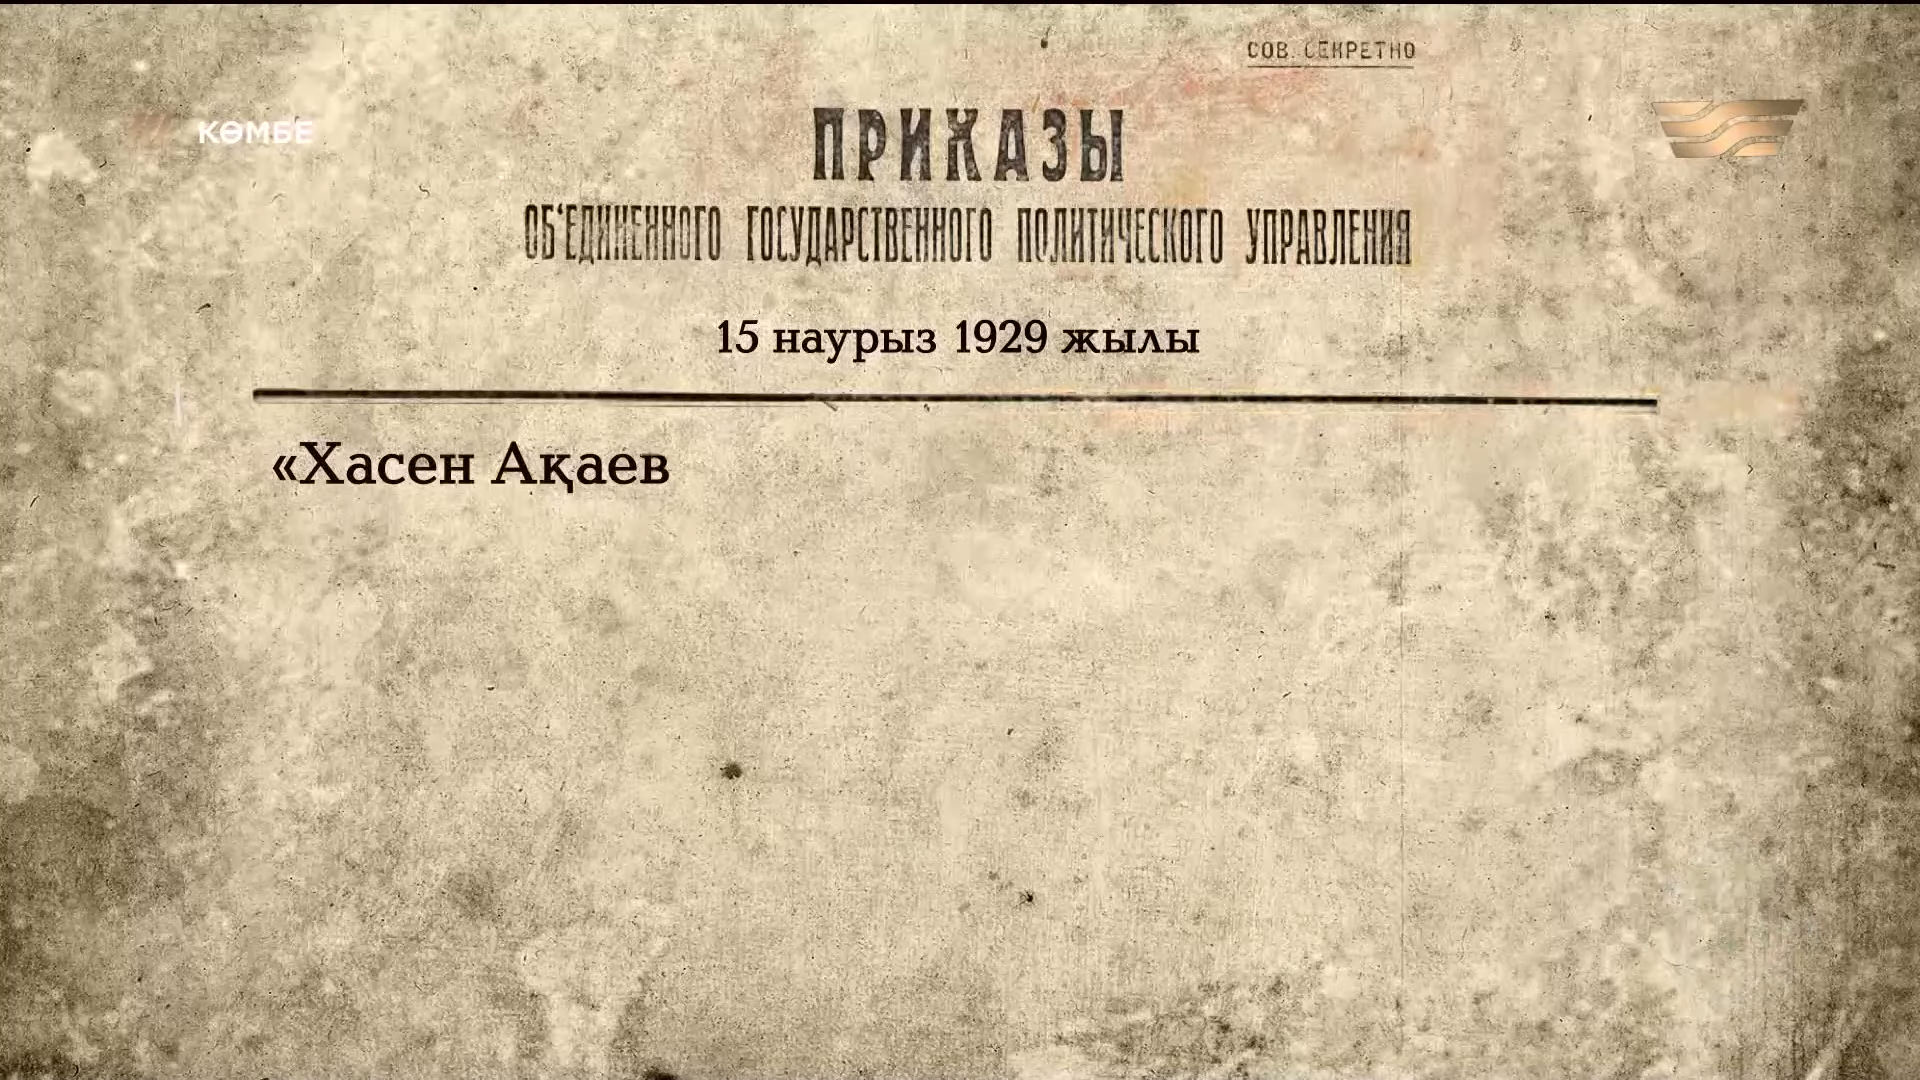 СОВ. СЕКРЕТНО
КӨМБЕ
ПРИКАЗЫ
ОБ'ЕДИНЕННОГО ГОСУДАРСТВЕННОГО ПОЛИТИЧЕСКОГО УПРАВЛЕНИЯ
15 наурыз 1929 жылы
«Хасен Ақаев